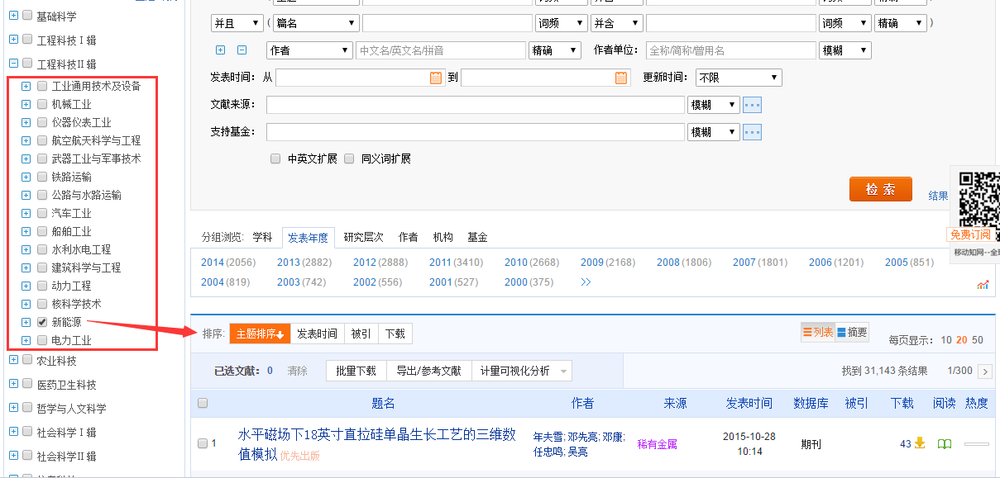 基础科学
工程科技Ⅰ辑
工程科技Ⅱ辑
工业通用技术及设备
机械工业
仪器仪表工业
航空航天科学与工程
武器工业与军事技术
铁路运输
公路与水路运输
汽车工业
船舶工业
水利水电工程
建筑科学与工程
动力工程
核科学技术
新能源
电力工业
农业科技
医药卫生科技
哲学与人文科学
社会科学Ⅰ辑
社会科学Ⅱ辑
并且 ( 篇名 词频 并含 词频 精确 )
作者 中文名/英文名/拼音 精确 作者单位: 全称/简称/曾用名 模糊
发表时间: 从 到 更新时间: 不限
文献来源: 模糊
支持基金: 模糊
中英文扩展 同义词扩展
检索 结果
免费订阅
分组浏览: 学科 发表年度 研究层次 作者 机构 基金
2014 (2056) 2013 (2882) 2012 (2888) 2011 (3410) 2010 (2668) 2009 (2168) 2008 (1806) 2007 (1801) 2006 (1201) 2005 (851)
2004 (819) 2003 (742) 2002 (556) 2001 (527) 2000 (375) >>
排序: 主题排序↓ 发表时间 被引 下载 列表 摘要 每页显示: 10 20 50
已选文献: 0 清除 批量下载 导出/参考文献 计量可视化分析 找到 31,143 条结果 1/300 >
题名 作者 来源 发表时间 数据库 被引 下载 阅读 热度
1 水平磁场下18英寸直拉硅单晶生长工艺的三维数
值模拟 优先出版
年夫雪; 邓先亮; 邓康;
任忠鸣; 吴亮
稀有金属
2015-10-28
10:14
期刊
43